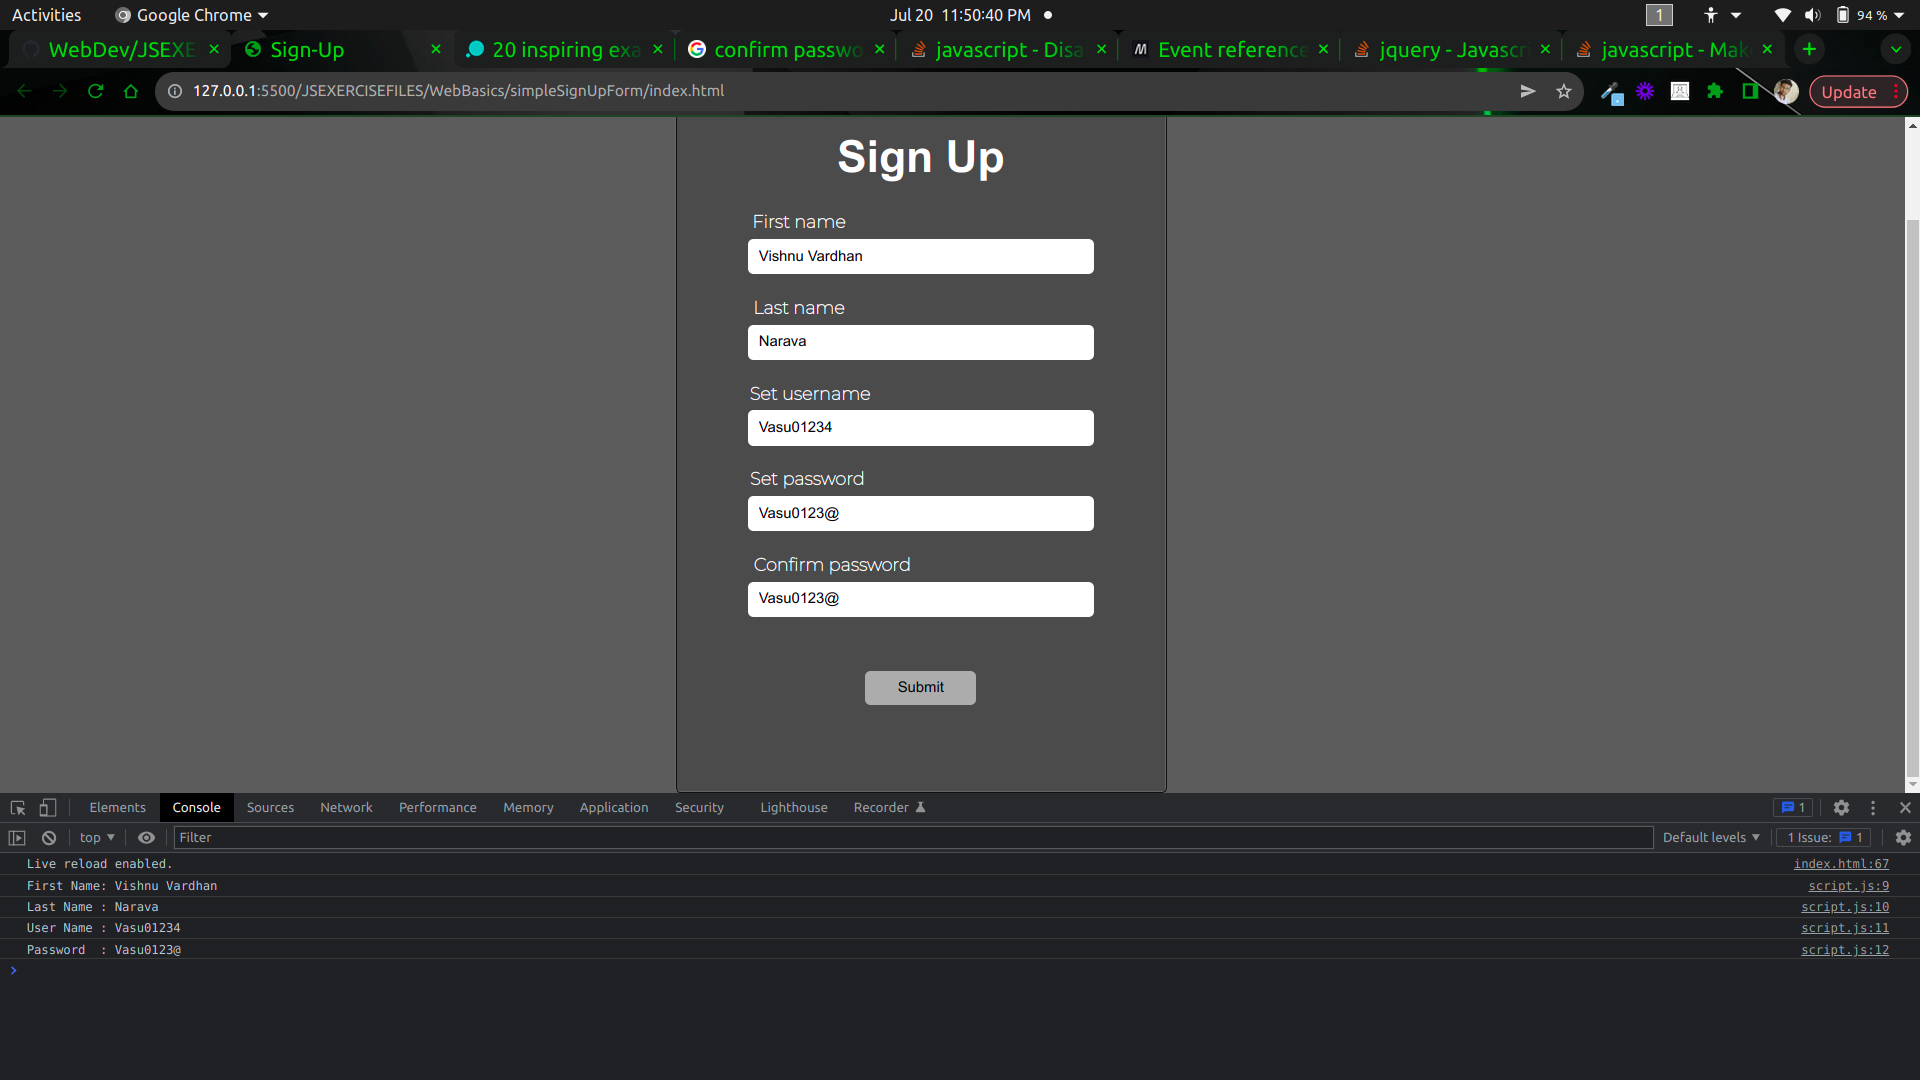 Activities Google Chrome Jul 20 11:50:40 PM 1 94 %
WebDev/JSEXE Sign-Up 20 inspiring exa confirm passwo javascript - Disa Event reference jquery - Javascri javascript - Mak
127.0.0.1:5500/JSEXERCISEFILES/WebBasics/simpleSignUpForm/index.html Update
Sign Up
First name
Vishnu Vardhan
Last name
Narava
Set username
Vasu01234
Set password
Vasu0123@
Confirm password
Vasu0123@
Submit
Elements Console Sources Network Performance Memory Application Security Lighthouse Recorder 1
top Filter Default levels 1 Issue: 1
Live reload enabled. index.html:67
First Name: Vishnu Vardhan script.js:9
Last Name : Narava script.js:10
User Name : Vasu01234 script.js:11
Password  : Vasu0123@ script.js:12